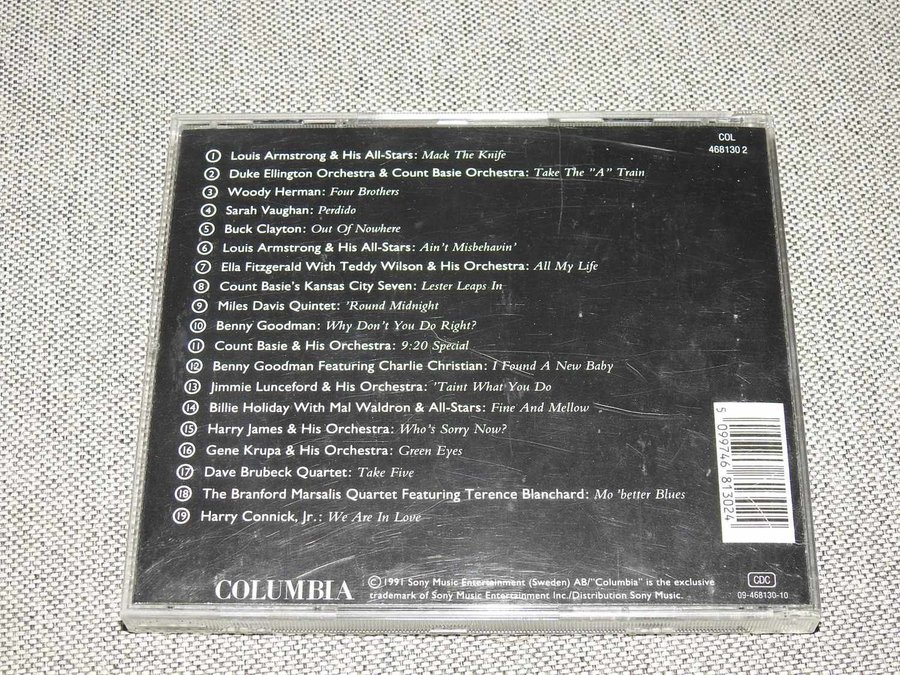 COL
468130 2
1 Louis Armstrong & His All-Stars: Mack The Knife
2 Duke Ellington Orchestra & Count Basie Orchestra: Take The "A" Train
3 Woody Herman: Four Brothers
4 Sarah Vaughan: Perdido
5 Buck Clayton: Out Of Nowhere
6 Louis Armstrong & His All-Stars: Ain't Misbehavin'
7 Ella Fitzgerald With Teddy Wilson & His Orchestra: All My Life
8 Count Basie's Kansas City Seven: Lester Leaps In
9 Miles Davis Quintet: 'Round Midnight
10 Benny Goodman: Why Don't You Do Right?
11 Count Basie & His Orchestra: 9:20 Special
12 Benny Goodman Featuring Charlie Christian: I Found A New Baby
13 Jimmie Lunceford & His Orchestra: 'Taint What You Do
14 Billie Holiday With Mal Waldron & All-Stars: Fine And Mellow
15 Harry James & His Orchestra: Who's Sorry Now?
16 Gene Krupa & His Orchestra: Green Eyes
17 Dave Brubeck Quartet: Take Five
18 The Branford Marsalis Quartet Featuring Terence Blanchard: Mo 'better Blues
19 Harry Connick, Jr.: We Are In Love
5 099746 813024
COLUMBIA
© 1991 Sony Music Entertainment (Sweden) AB/"Columbia" is the exclusive
trademark of Sony Music Entertainment Inc./Distribution Sony Music.
CDC
09-468130-10